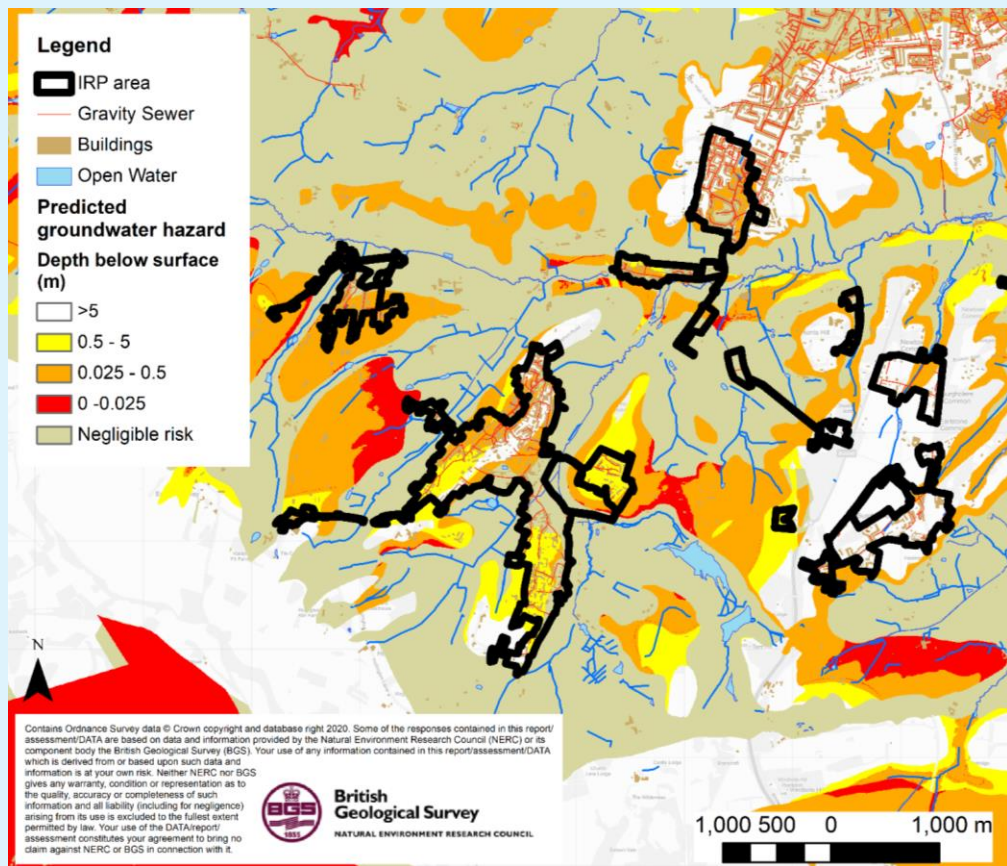 Legend
IRP area
Gravity Sewer
Buildings
Open Water
Predicted
groundwater hazard
Depth below surface
(m)
>5
0.5 - 5
0.025 - 0.5
0 -0.025
Negligible risk
Common
N
Contains Ordnance Survey data © Crown copyright and database right 2020. Some of the responses contained in this report/
assessment/DATA are based on data and information provided by the Natural Environment Research Council (NERC) or its
component body the British Geological Survey (BGS). Your use of any information contained in this report/assessment/DATA
which is derived from or based upon such data and
information is at your own risk. Neither NERC nor BGS
gives any warranty, condition or representation as to
the quality, accuracy or completeness of such
information and all liability (including for negligence)
arising from its use is excluded to the fullest extent
permitted by law. Your use of the DATA/report/
assessment constitutes your agreement to bring no
claim against NERC or BGS in connection with it.
BGS
1835
British
Geological Survey
NATURAL ENVIRONMENT RESEARCH COUNCIL
1,000 500 0 1,000 m